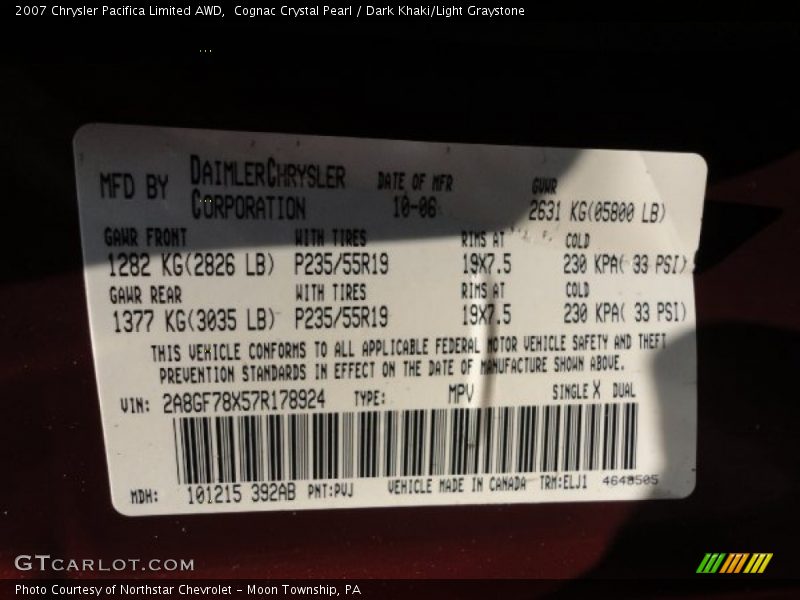 2007 Chrysler Pacifica Limited AWD,  Cognac Crystal Pearl / Dark Khaki/Light Graystone
MFD BY DAIMLERCHRYSLER CORPORATION DATE OF MFR 10-06 GVWR 2631 KG(05800 LB)
GAWR FRONT WITH TIRES RIMS AT COLD
1282 KG(2826 LB) P235/55R19 19X7.5 230 KPA( 33 PSI)
GAWR REAR WITH TIRES RIMS AT COLD
1377 KG(3035 LB) P235/55R19 19X7.5 230 KPA( 33 PSI)
THIS VEHICLE CONFORMS TO ALL APPLICABLE FEDERAL MOTOR VEHICLE SAFETY AND THEFT
PREVENTION STANDARDS IN EFFECT ON THE DATE OF MANUFACTURE SHOWN ABOVE.
VIN: 2A8GF78X57R178924 TYPE: MPV SINGLE X DUAL
MDH: 101215 392AB PNT:PVJ VEHICLE MADE IN CANADA TRM:ELJ1 4648505
GTCARLOT.COM
Photo Courtesy of Northstar Chevrolet - Moon Township, PA